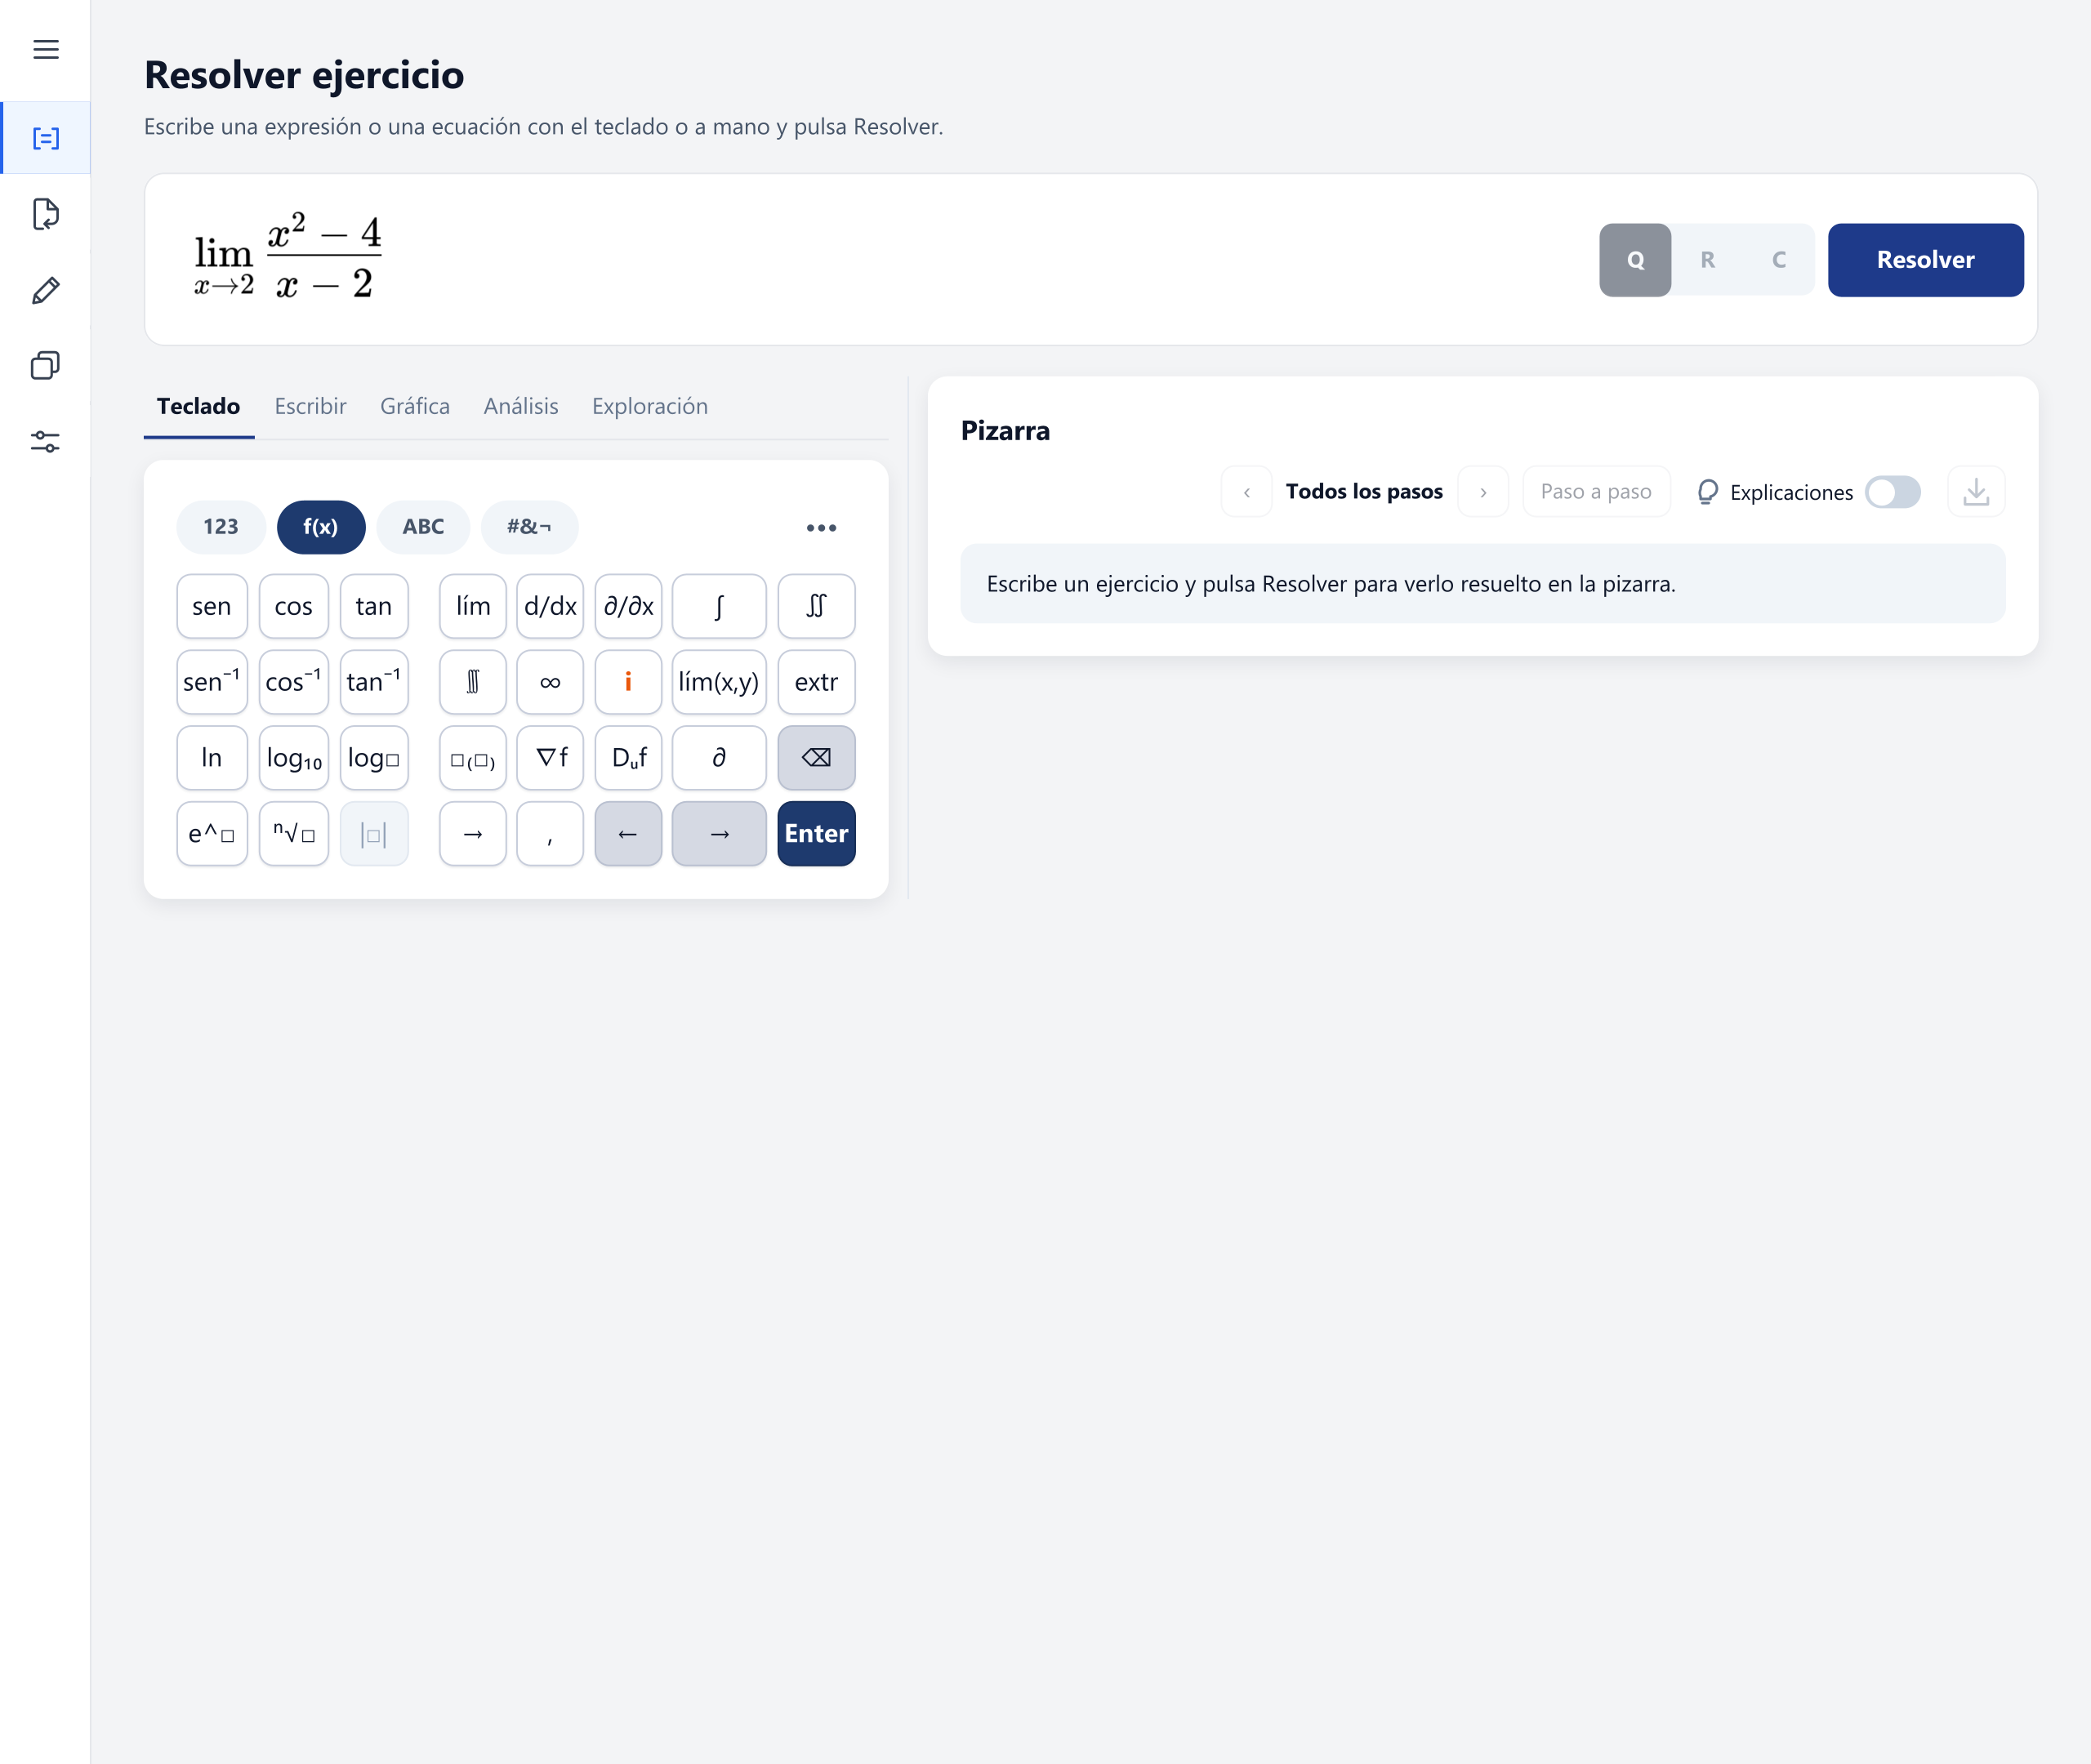 Resolver ejercicio
Escribe una expresión o una ecuación con el teclado o a mano y pulsa Resolver.
lim x→2 (x² − 4)/(x − 2)
Q R C Resolver
Teclado Escribir Gráfica Análisis Exploración
123 f(x) ABC #&¬ •••
sen cos tan lím d/dx ∂/∂x ∫ ∬
sen⁻¹ cos⁻¹ tan⁻¹ ∭ ∞ i lím(x,y) extr
ln log₁₀ log□ □₍□₎ ∇f Dᵤf ∂ ⌫
e^□ ⁿ√□ |□| → , ← → Enter
Pizarra
‹ Todos los pasos › Paso a paso Explicaciones
Escribe un ejercicio y pulsa Resolver para verlo resuelto en la pizarra.